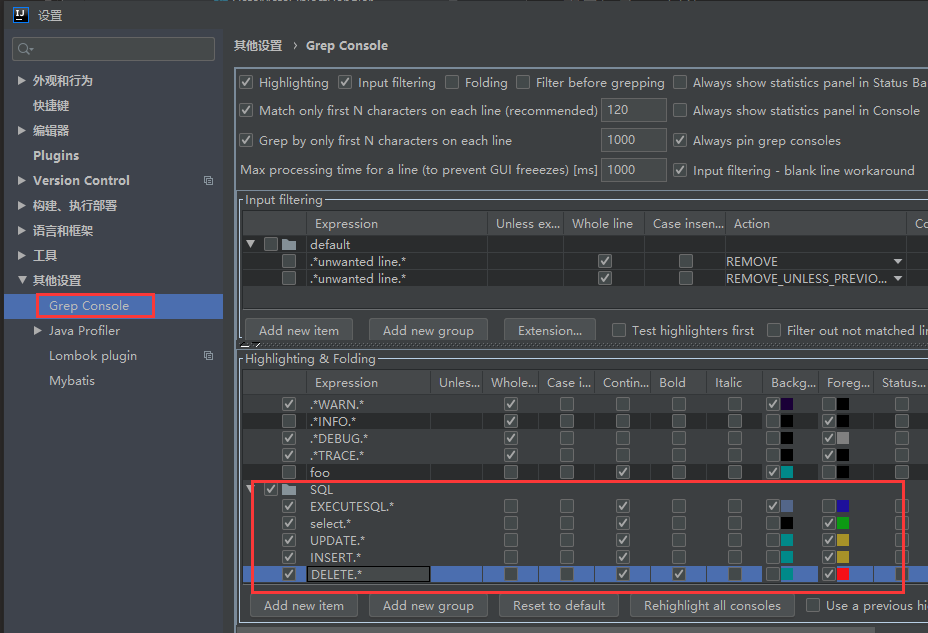 IJ 设置
其他设置 › Grep Console
外观和行为
快捷键
编辑器
Plugins
Version Control
构建、执行部署
语言和框架
工具
其他设置
Grep Console
Java Profiler
Lombok plugin
Mybatis
Highlighting Input filtering Folding Filter before grepping Always show statistics panel in Status Ba
Match only first N characters on each line (recommended) 120 Always show statistics panel in Console
Grep by only first N characters on each line 1000 Always pin grep consoles
Max processing time for a line (to prevent GUI freeezes) [ms] 1000 Input filtering - blank line workaround
Input filtering
Expression Unless ex... Whole line Case insen... Action Co
default
.*unwanted line.* REMOVE
.*unwanted line.* REMOVE_UNLESS_PREVIO...
Add new item Add new group Extension... Test highlighters first Filter out not matched lin
Highlighting & Folding
Expression Unles... Whole... Case i... Contin... Bold Italic Backg... Foreg... Status...
.*WARN.*
.*INFO.*
.*DEBUG.*
.*TRACE.*
foo
SQL
EXECUTESQL.*
select.*
UPDATE.*
INSERT.*
DELETE.*
Add new item Add new group Reset to default Rehighlight all consoles Use a previous hi